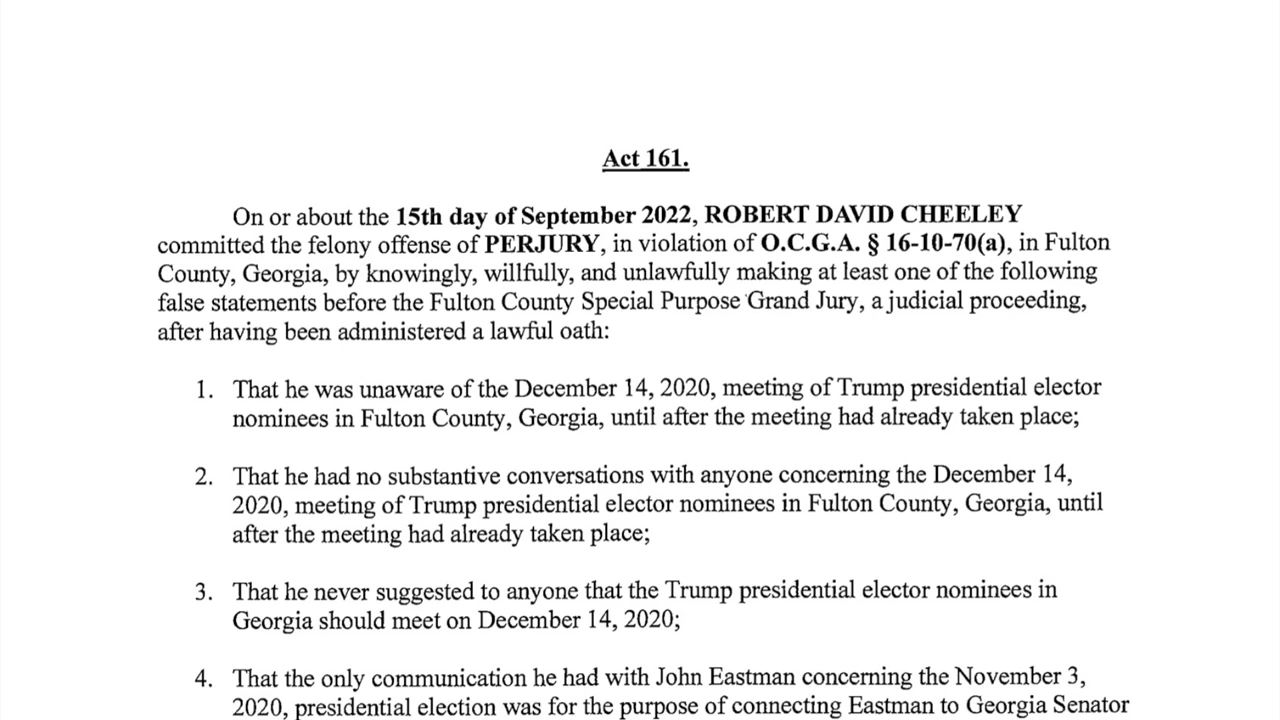 Act 161.
On or about the 15th day of September 2022, ROBERT DAVID CHEELEY
committed the felony offense of PERJURY, in violation of O.C.G.A. § 16-10-70(a), in Fulton
County, Georgia, by knowingly, willfully, and unlawfully making at least one of the following
false statements before the Fulton County Special Purpose Grand Jury, a judicial proceeding,
after having been administered a lawful oath:
1. That he was unaware of the December 14, 2020, meeting of Trump presidential elector
nominees in Fulton County, Georgia, until after the meeting had already taken place;
2. That he had no substantive conversations with anyone concerning the December 14,
2020, meeting of Trump presidential elector nominees in Fulton County, Georgia, until
after the meeting had already taken place;
3. That he never suggested to anyone that the Trump presidential elector nominees in
Georgia should meet on December 14, 2020;
4. That the only communication he had with John Eastman concerning the November 3,
2020, presidential election was for the purpose of connecting Eastman to Georgia Senator